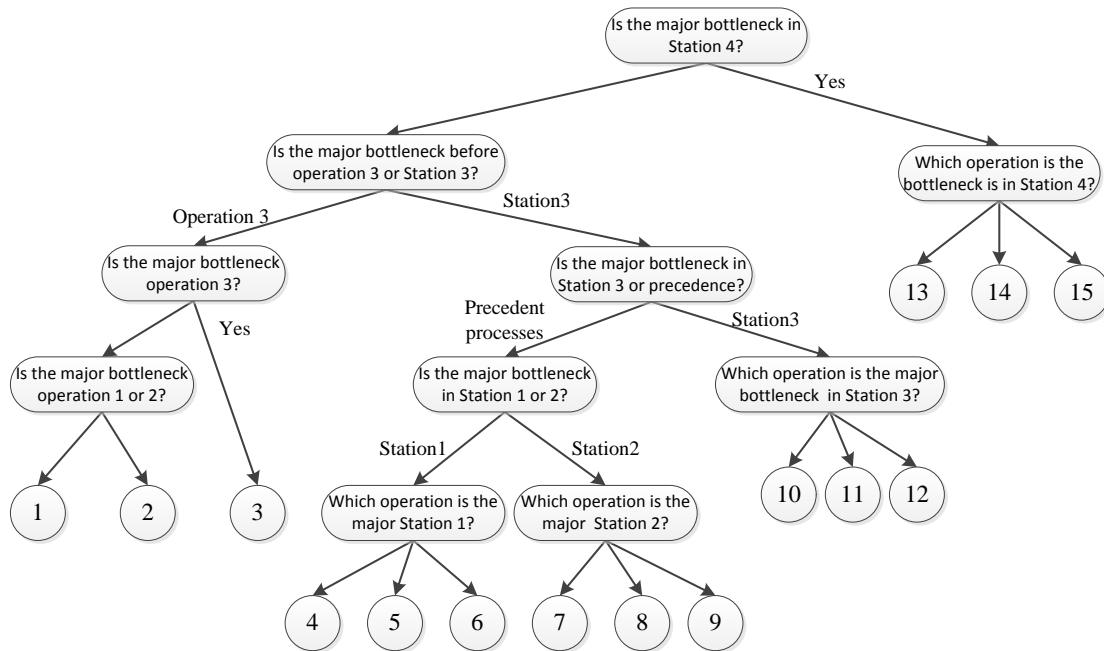 Is the major bottleneck in
Station 4?
Yes
Is the major bottleneck before
operation 3 or Station 3?
Which operation is the
bottleneck is in Station 4?
Operation 3
Station3
Is the major bottleneck
operation 3?
Is the major bottleneck in
Station 3 or precedence?
13
14
15
Yes
Precedent
processes
Station3
Is the major bottleneck
operation 1 or 2?
Is the major bottleneck
in Station 1 or 2?
Which operation is the major
bottleneck in Station 3?
Station1
Station2
1
2
3
Which operation is the
major Station 1?
Which operation is the
major Station 2?
10
11
12
4
5
6
7
8
9